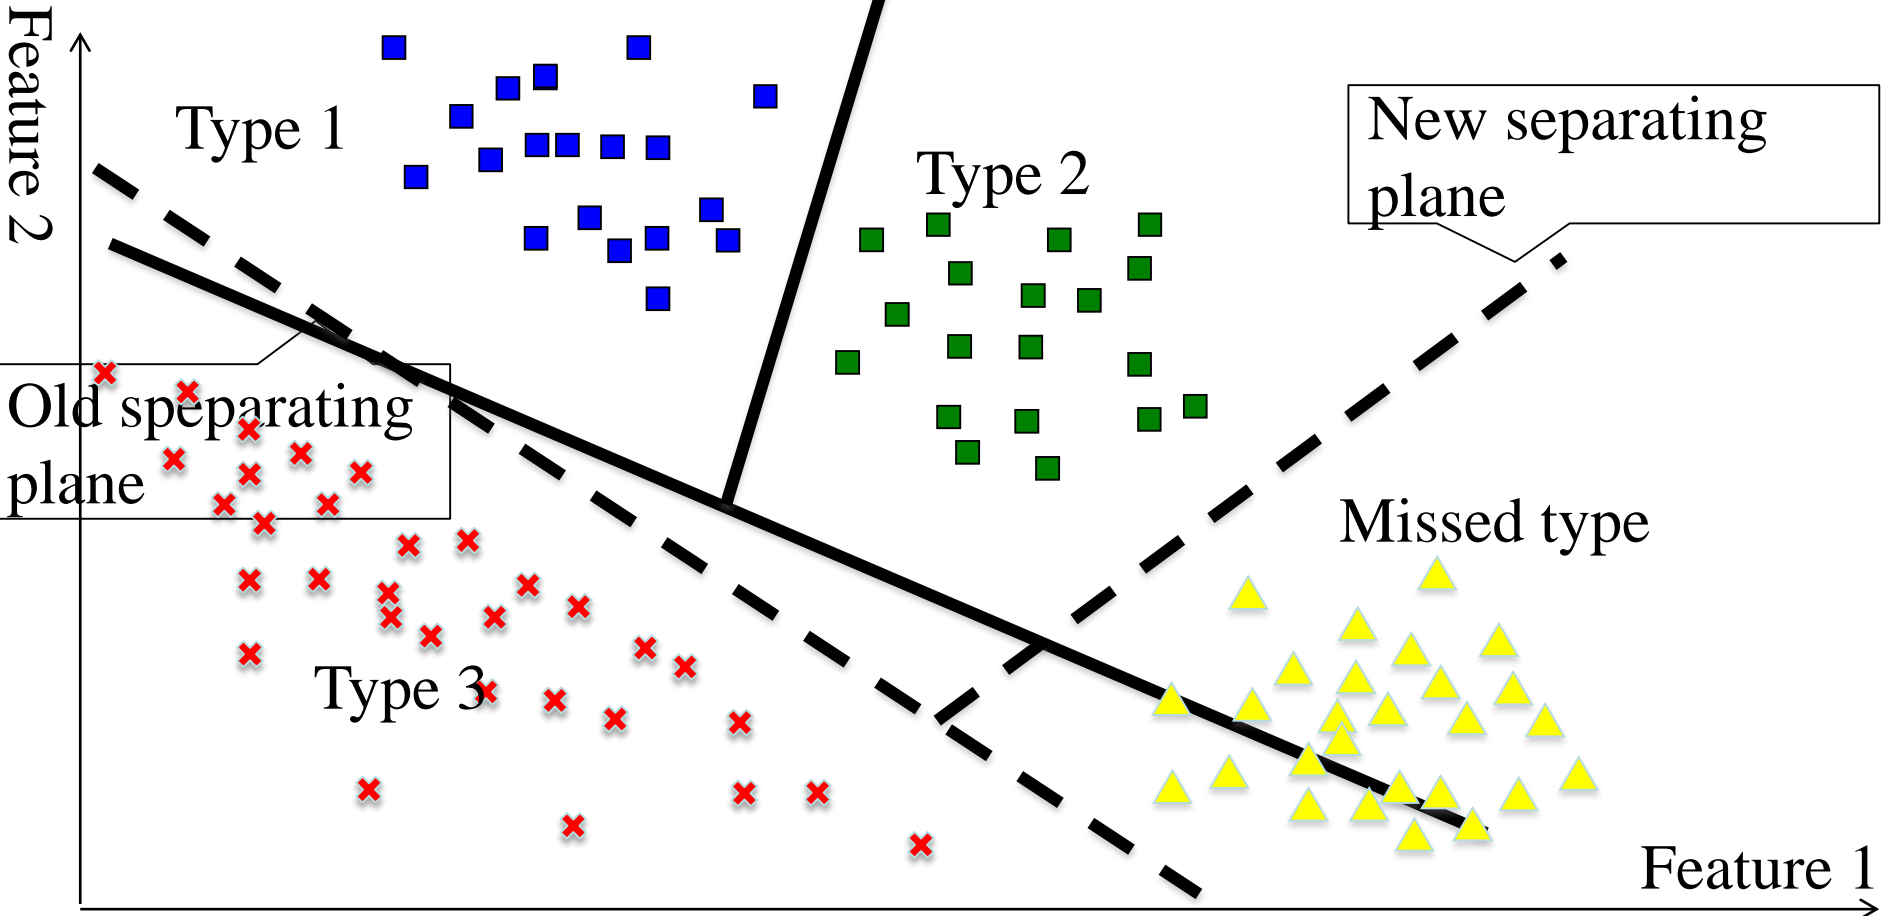 Feature 2
Type 1
Type 2
New separating
plane
Old speparating
plane
Missed type
Type 3
Feature 1